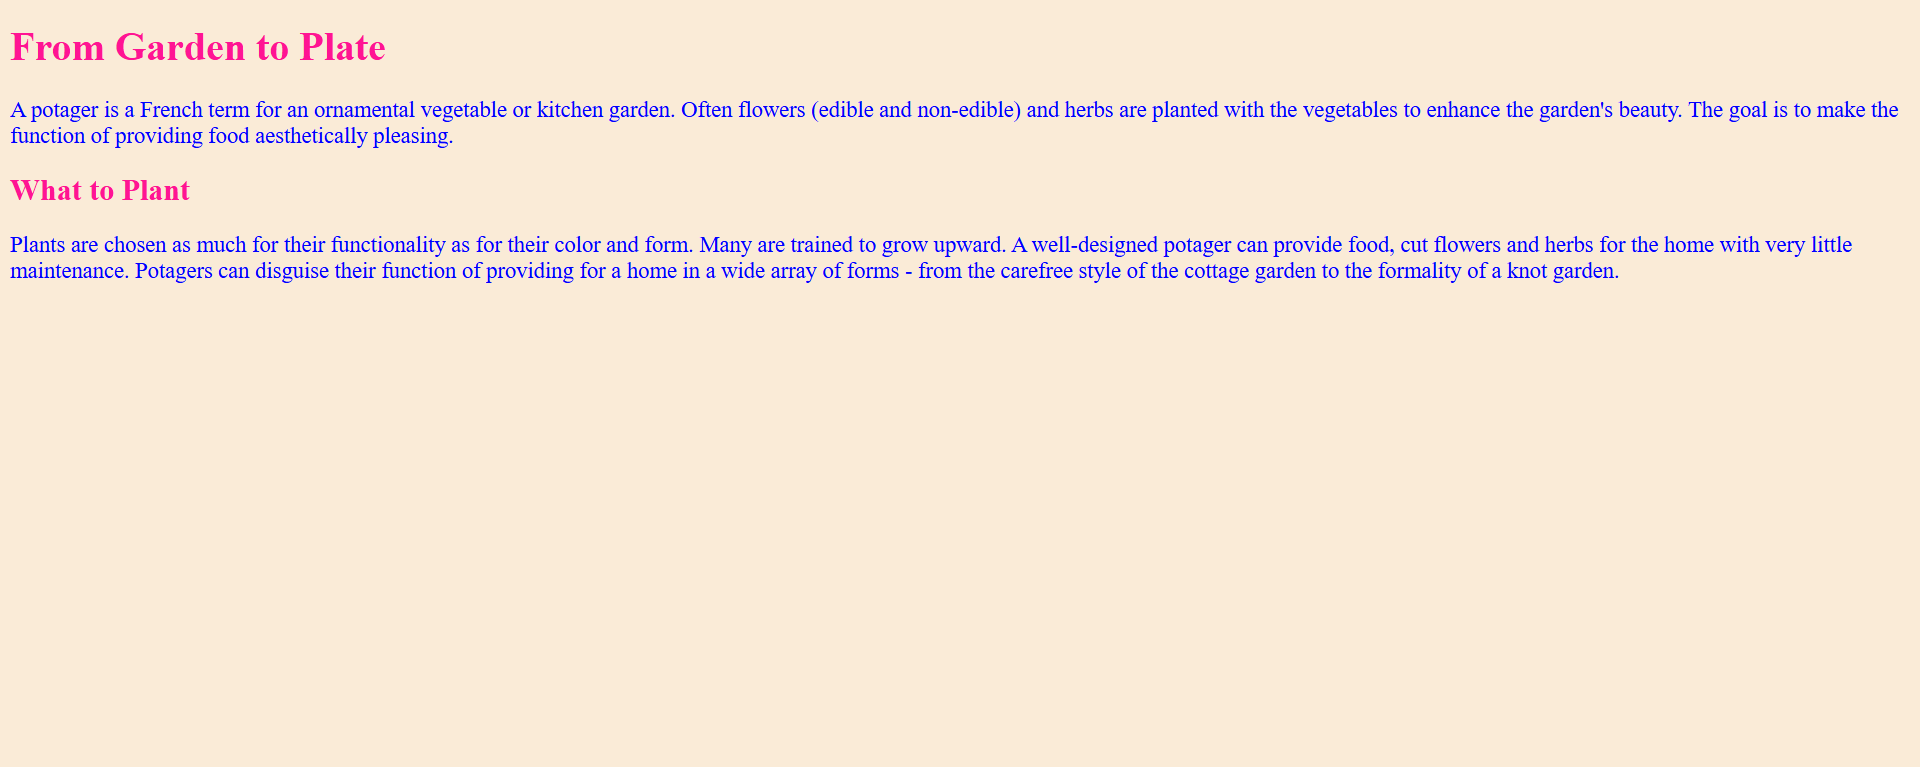 From Garden to Plate
A potager is a French term for an ornamental vegetable or kitchen garden. Often flowers (edible and non-edible) and herbs are planted with the vegetables to enhance the garden's beauty. The goal is to make the
function of providing food aesthetically pleasing.
What to Plant
Plants are chosen as much for their functionality as for their color and form. Many are trained to grow upward. A well-designed potager can provide food, cut flowers and herbs for the home with very little
maintenance. Potagers can disguise their function of providing for a home in a wide array of forms - from the carefree style of the cottage garden to the formality of a knot garden.